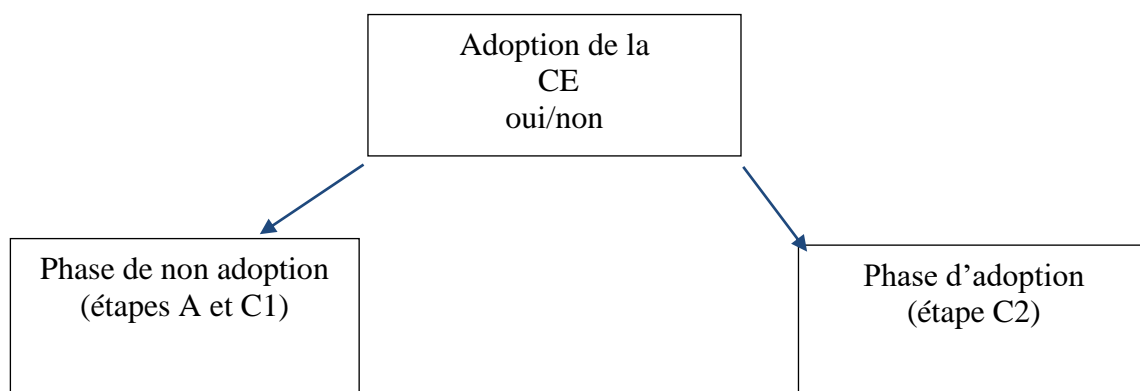 Adoption de la
CE
oui/non
Phase de non adoption
(étapes A et C1)
Phase d’adoption
(étape C2)